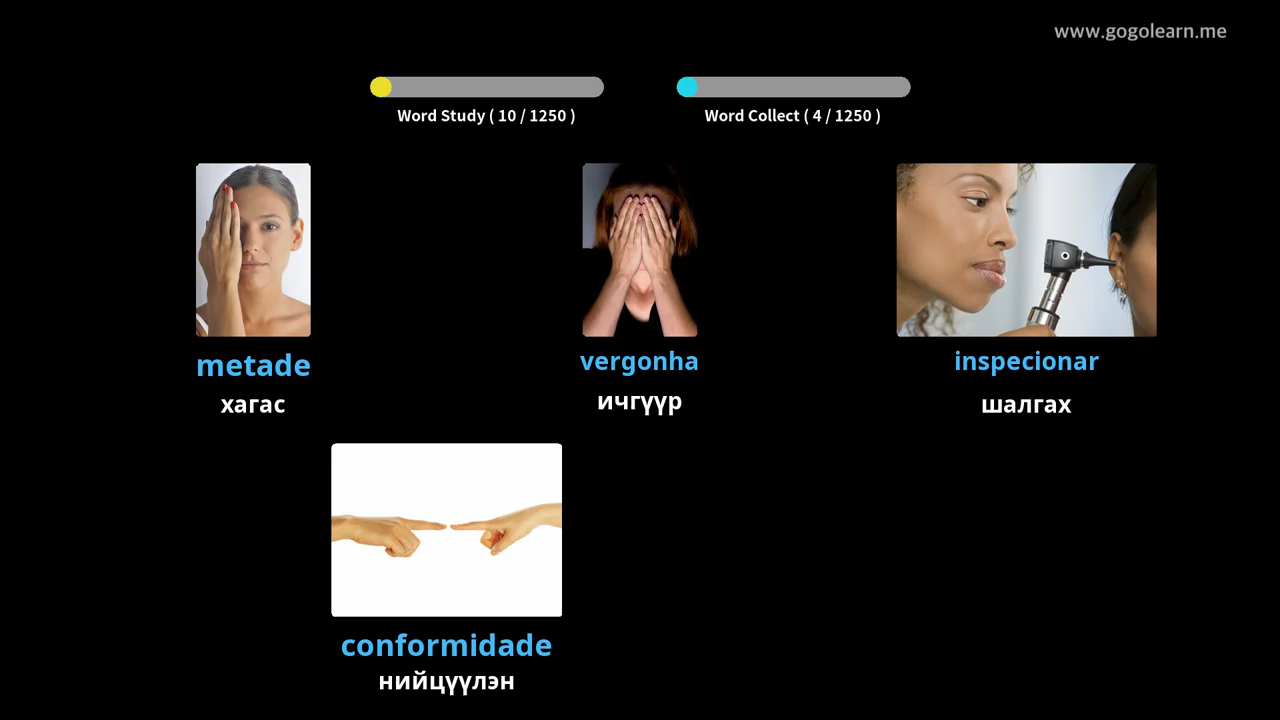 www.gogolearn.me
Word Study ( 10 / 1250 )
Word Collect ( 4 / 1250 )
metade
хагас
vergonha
ичгүүр
inspecionar
шалгах
conformidade
нийцүүлэн